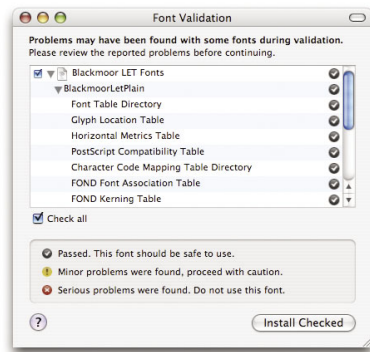 Font Validation
Problems may have been found with some fonts during validation.
Please review the reported problems before continuing.
Blackmoor LET Fonts
BlackmoorLetPlain
Font Table Directory
Glyph Location Table
Horizontal Metrics Table
PostScript Compatibility Table
Character Code Mapping Table Directory
FOND Font Association Table
FOND Kerning Table
Check all
Passed. This font should be safe to use.
Minor problems were found, proceed with caution.
Serious problems were found. Do not use this font.
? Install Checked